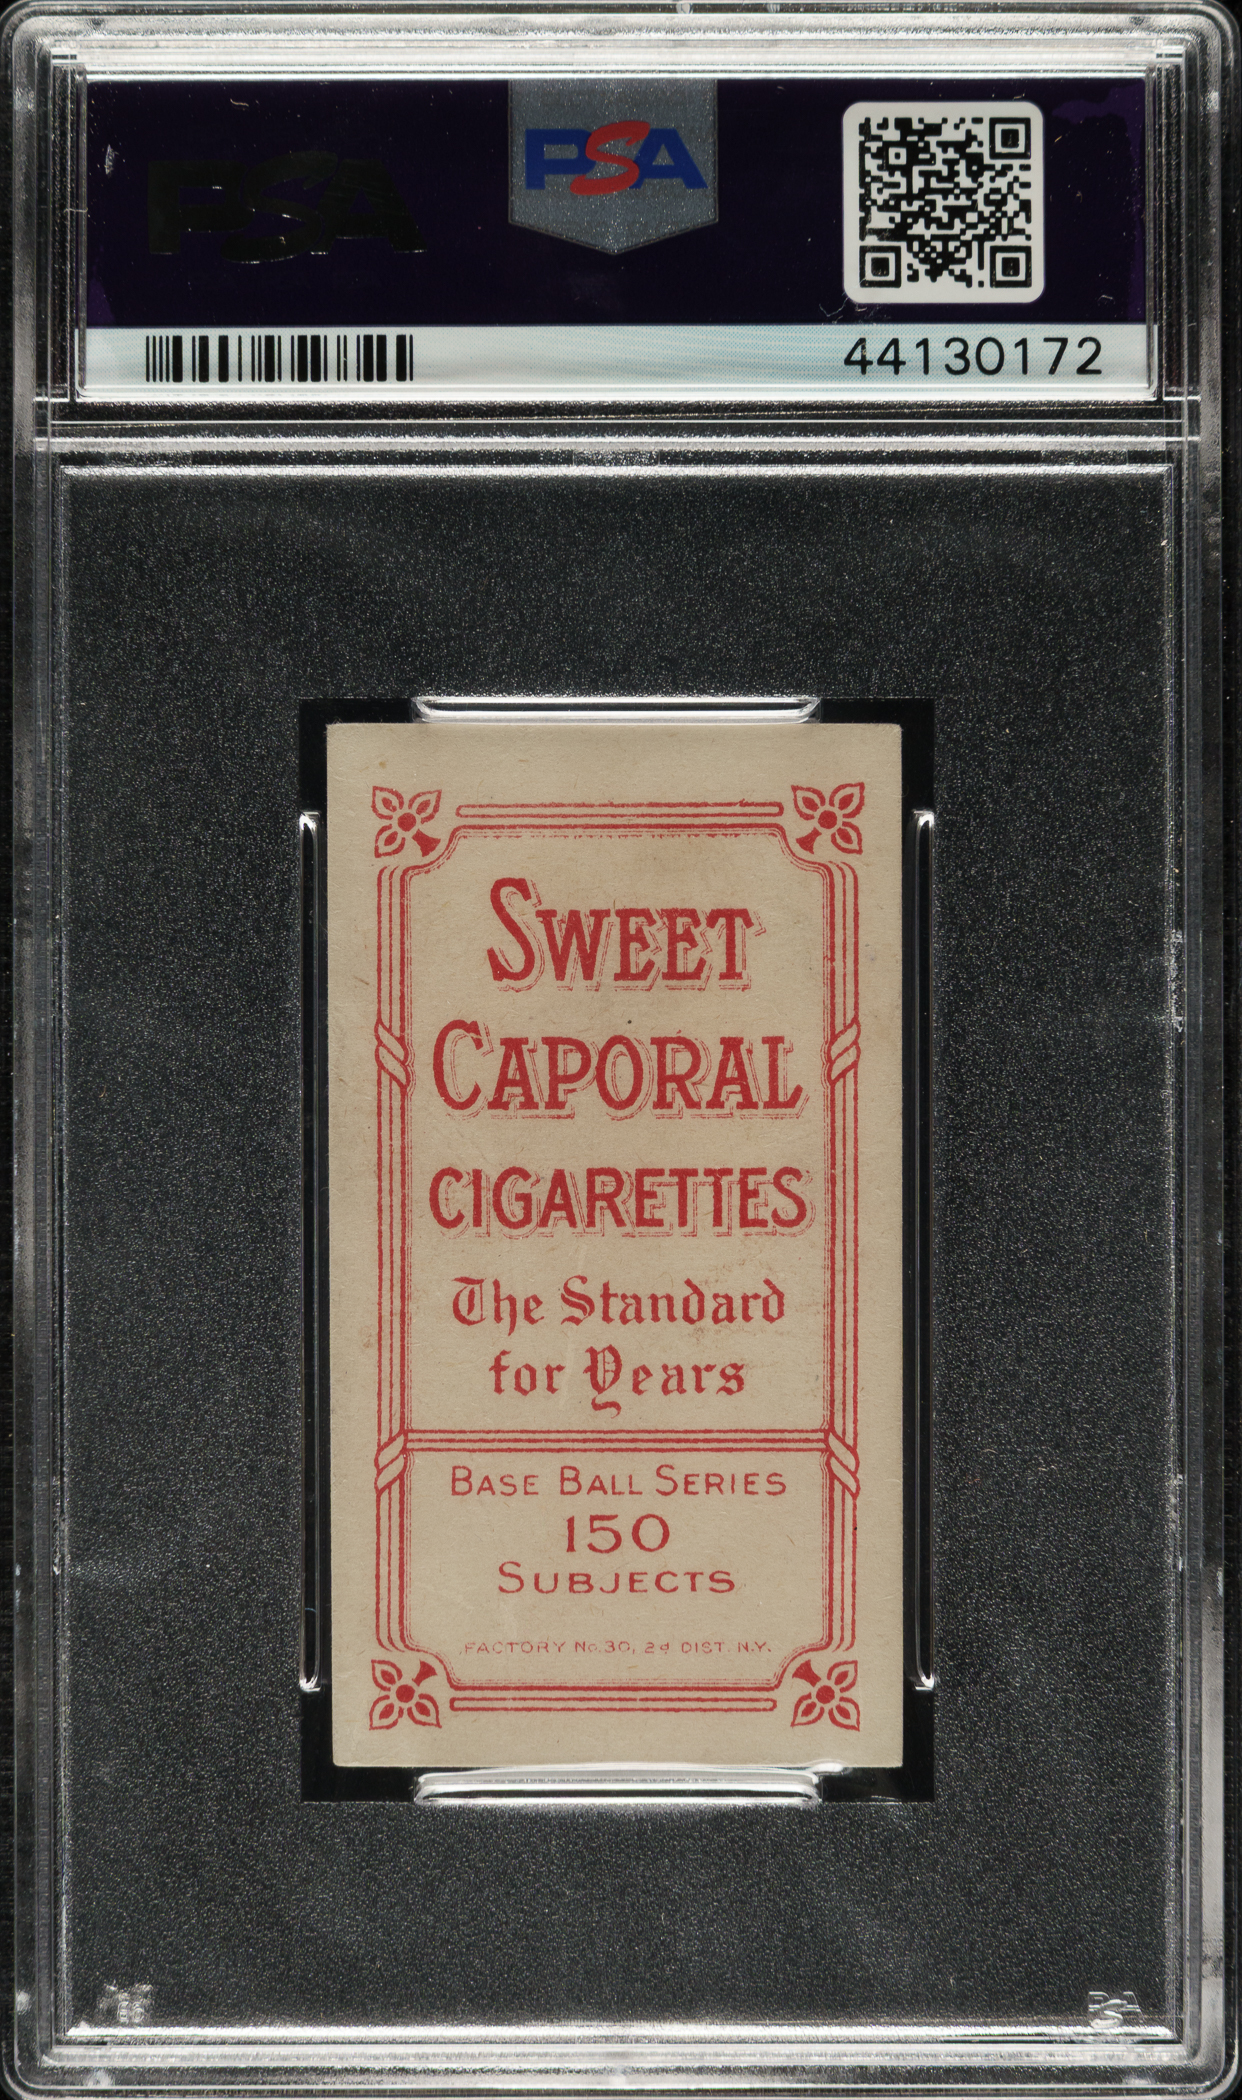 PSA
PSA
44130172
SWEET
CAPORAL
CIGARETTES
The Standard
for Years
BASE BALL SERIES
150
SUBJECTS
FACTORY No. 30, 2d DIST. N.Y.
PSA